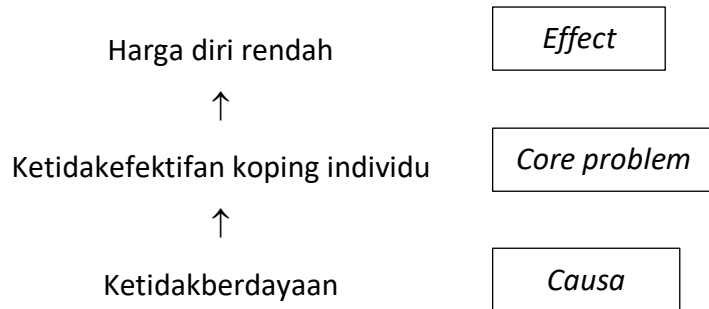 Harga diri rendah Effect
↑
Ketidakefektifan koping individu Core problem
↑
Ketidakberdayaan Causa